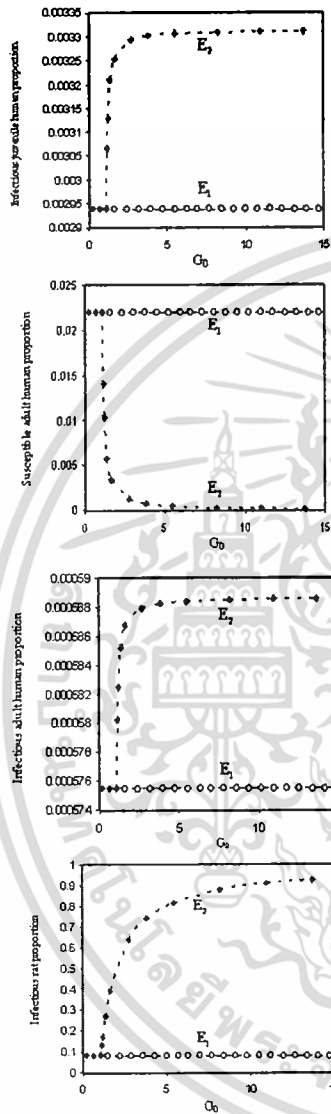 Infectious juvenile human proportion
0.00335
0.0033
0.00325
0.0032
0.00315
0.0031
0.00305
0.003
0.00295
0.0029
E₂
E₁
0 5 10 15
G₀
Susceptible adult human proportion
0.025
0.02
0.015
0.01
0.005
0
E₁
E₂
0 5 10 15
G₀
Infectious adult human proportion
0.00059
0.000588
0.000586
0.000584
0.000582
0.00058
0.000578
0.000576
0.000574
E₂
E₁
0 5 10
G₀
Infectious rat proportion
1
0.9
0.8
0.7
0.6
0.5
0.4
0.3
0.2
0.1
0
E₂
E₁
0 5 10
G₀